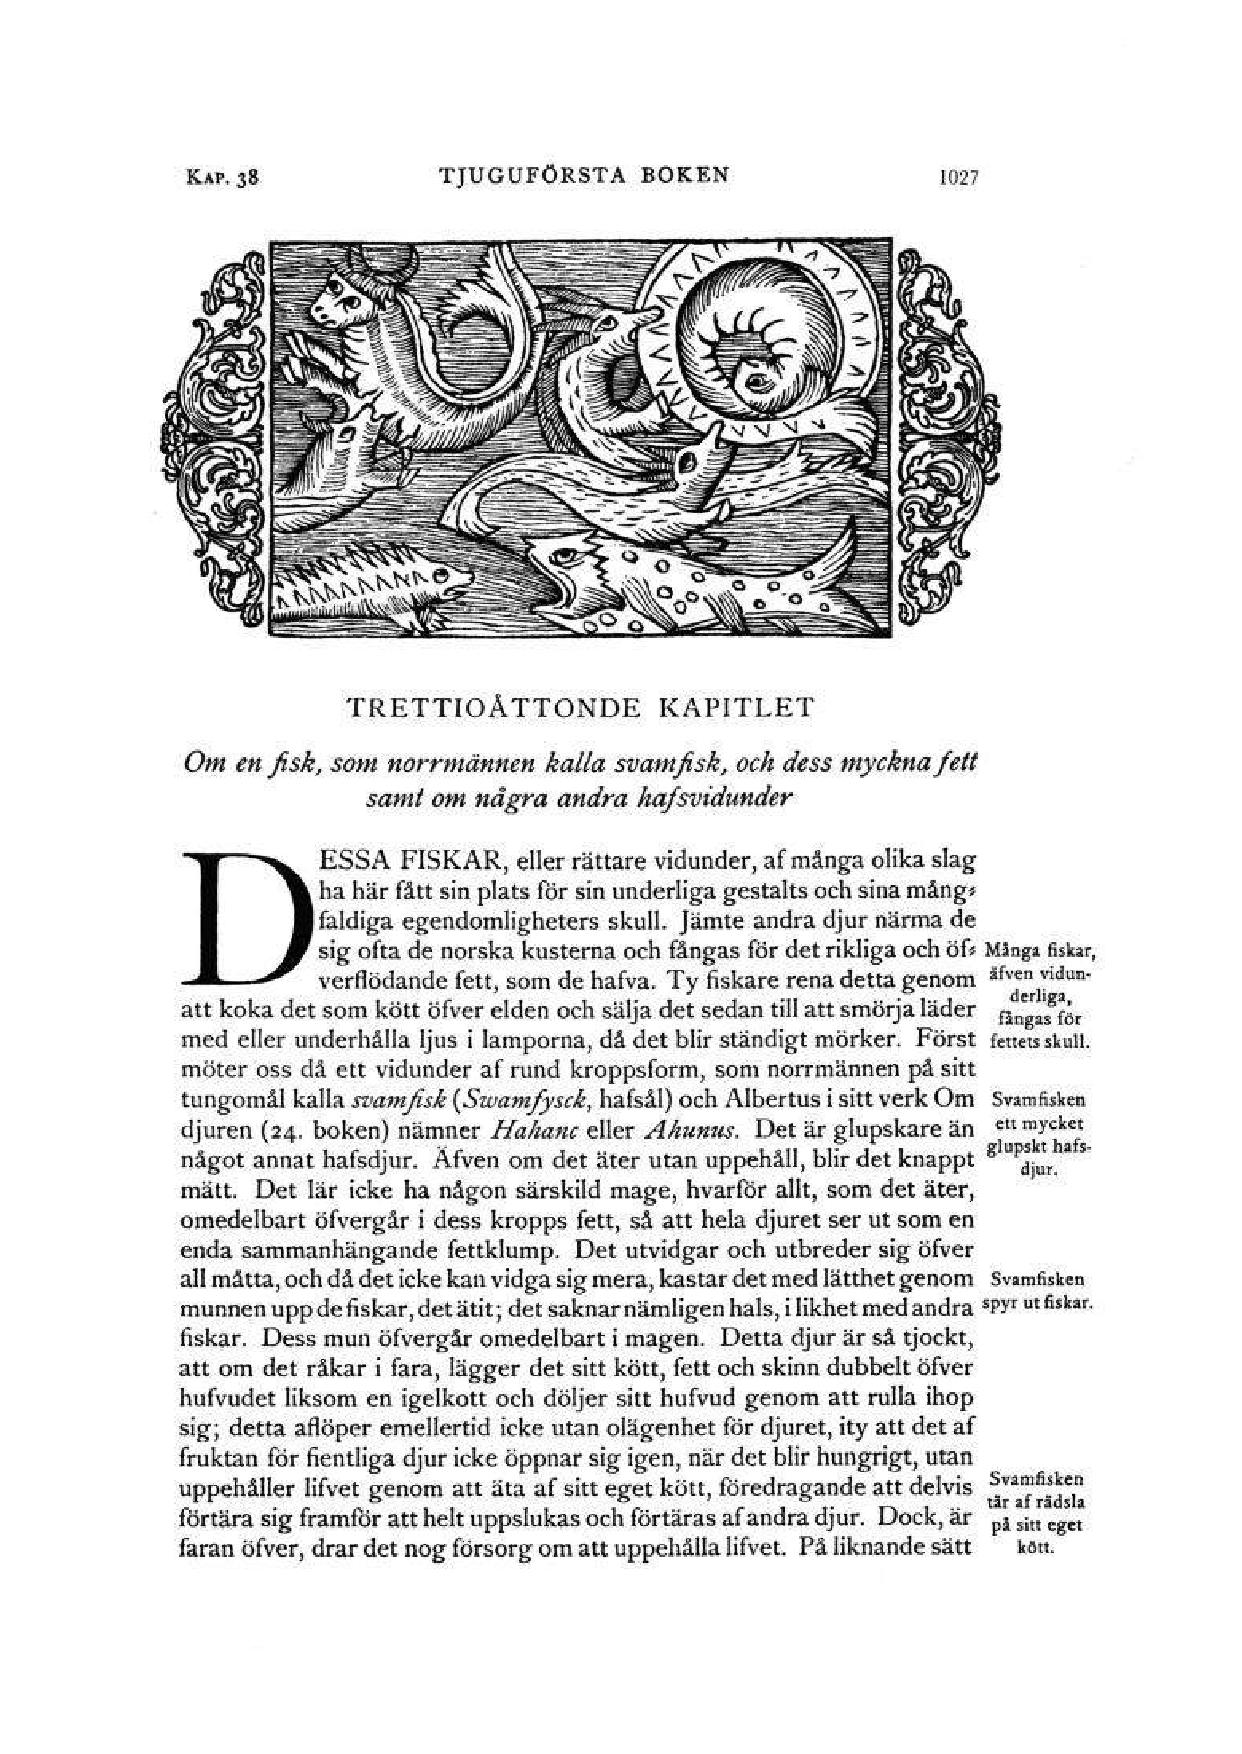 KAP. 38 TJUGUFÖRSTA BOKEN 1027
TRETTIOÅTTONDE KAPITLET
Om en fisk, som norrmännen kalla svamfisk, och dess myckna fett
samt om några andra hafsvidunder
DESSA FISKAR, eller rättare vidunder, af många olika slag
ha här fått sin plats för sin underliga gestalts och sina mång-
faldiga egendomligheters skull. Jämte andra djur närma de
sig ofta de norska kusterna och fångas för det rikliga och öf-
verflödande fett, som de hafva. Ty fiskare rena detta genom
att koka det som kött öfver elden och sälja det sedan till att smörja läder
med eller underhålla ljus i lamporna, då det blir ständigt mörker. Först
möter oss då ett vidunder af rund kroppsform, som norrmännen på sitt
tungomål kalla svamfisk (Swamfysck, hafsål) och Albertus i sitt verk Om
djuren (24. boken) nämner Hahanc eller Ahunus. Det är glupskare än
något annat hafsdjur. Äfven om det äter utan uppehåll, blir det knappt
mätt. Det lär icke ha någon särskild mage, hvarför allt, som det äter,
omedelbart öfvergår i dess kropps fett, så att hela djuret ser ut som en
enda sammanhängande fettklump. Det utvidgar och utbreder sig öfver
all måtta, och då det icke kan vidga sig mera, kastar det med lätthet genom
munnen upp de fiskar, det ätit; det saknar nämligen hals, i likhet med andra
fiskar. Dess mun öfvergår omedelbart i magen. Detta djur är så tjockt,
att om det råkar i fara, lägger det sitt kött, fett och skinn dubbelt öfver
hufvudet liksom en igelkott och döljer sitt hufvud genom att rulla ihop
sig; detta aflöper emellertid icke utan olägenhet för djuret, ity att det af
fruktan för fientliga djur icke öppnar sig igen, när det blir hungrigt, utan
uppehåller lifvet genom att äta af sitt eget kött, föredragande att delvis
förtära sig framför att helt uppslukas och förtäras af andra djur. Dock, är
faran öfver, drar det nog försorg om att uppehålla lifvet. På liknande sätt
Många fiskar,
äfven vidun-
derliga,
fångas för
fettets skull.
Svamfisken
ett mycket
glupskt hafs-
djur.
Svamfisken
spyr ut fiskar.
Svamfisken
tär af rädsla
på sitt eget
kött.